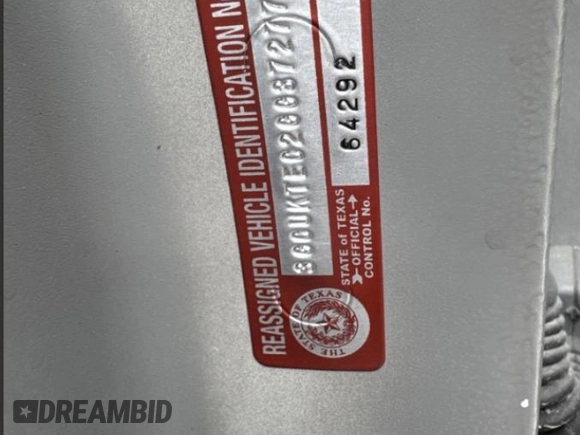 REASSIGNED VEHICLE IDENTIFICATION N
64292
STATE of TEXAS
OFFICIAL
CONTROL No.
THE STATE OF TEXAS
DREAMBID